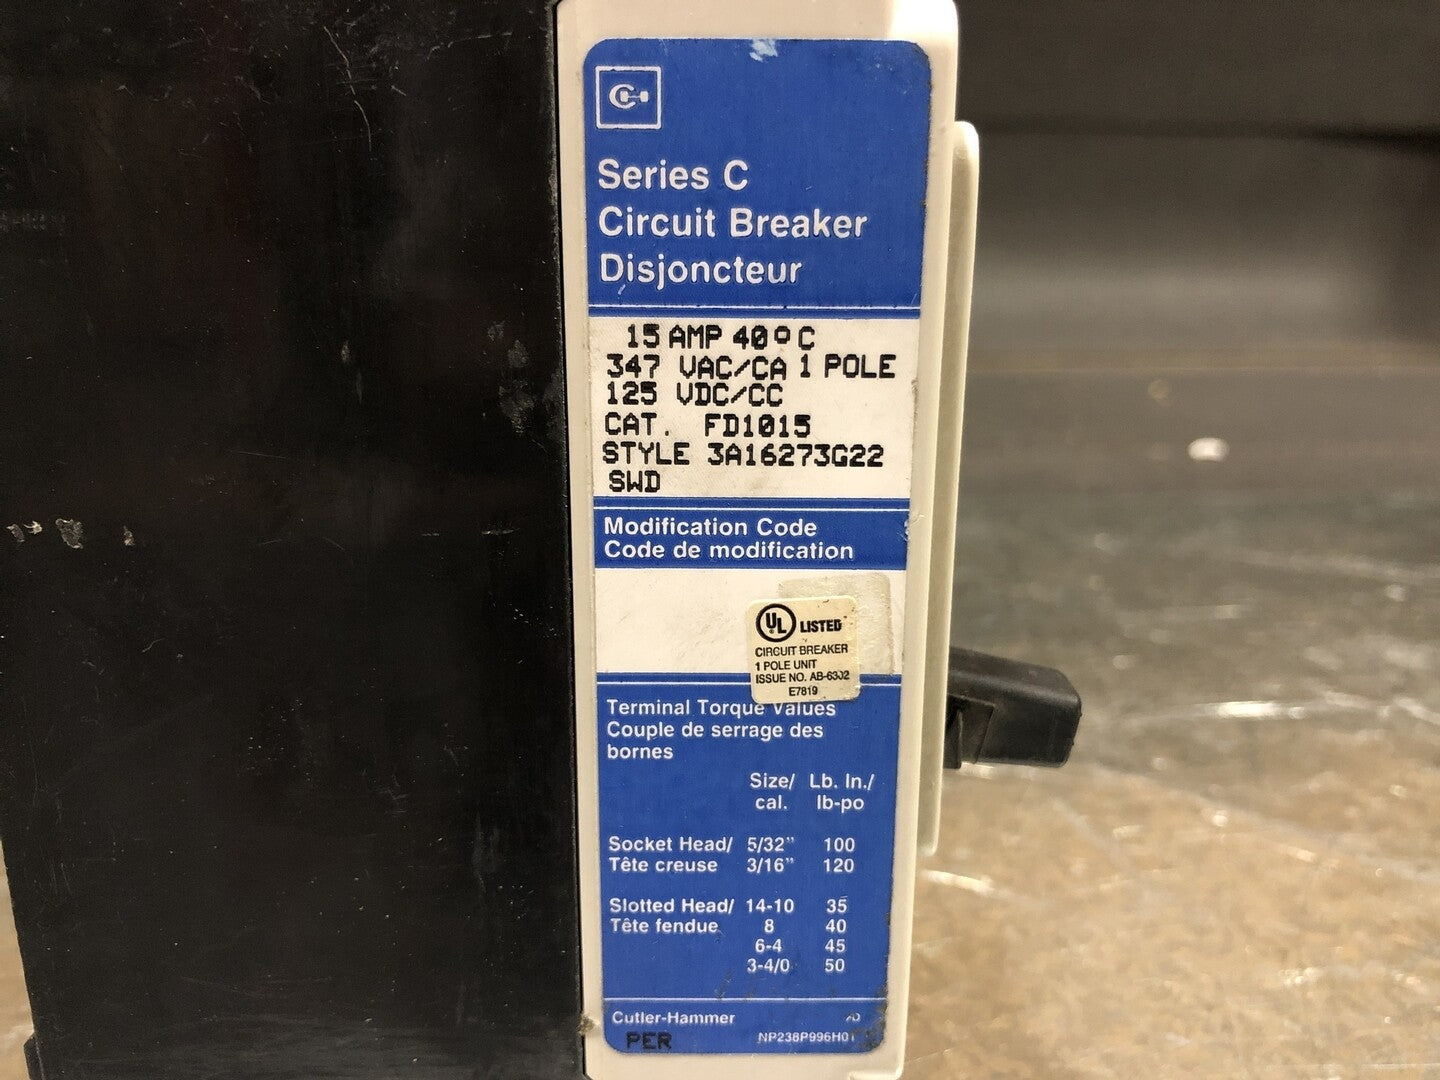 Series C
Circuit Breaker
Disjoncteur
15 AMP 40°C
347 VAC/CA 1 POLE
125 VDC/CC
CAT. FD1015
STYLE 3A16273G22
SWD
Modification Code
Code de modification
UL LISTED
CIRCUIT BREAKER
1 POLE UNIT
ISSUE NO. AB-6302
E7819
Terminal Torque Values
Couple de serrage des
bornes
Size/ Lb. In./
cal. lb-po
Socket Head/ 5/32" 100
Tête creuse 3/16" 120
Slotted Head/ 14-10 35
Tête fendue 8 40
6-4 45
3-4/0 50
Cutler-Hammer
PER NP238P996H01